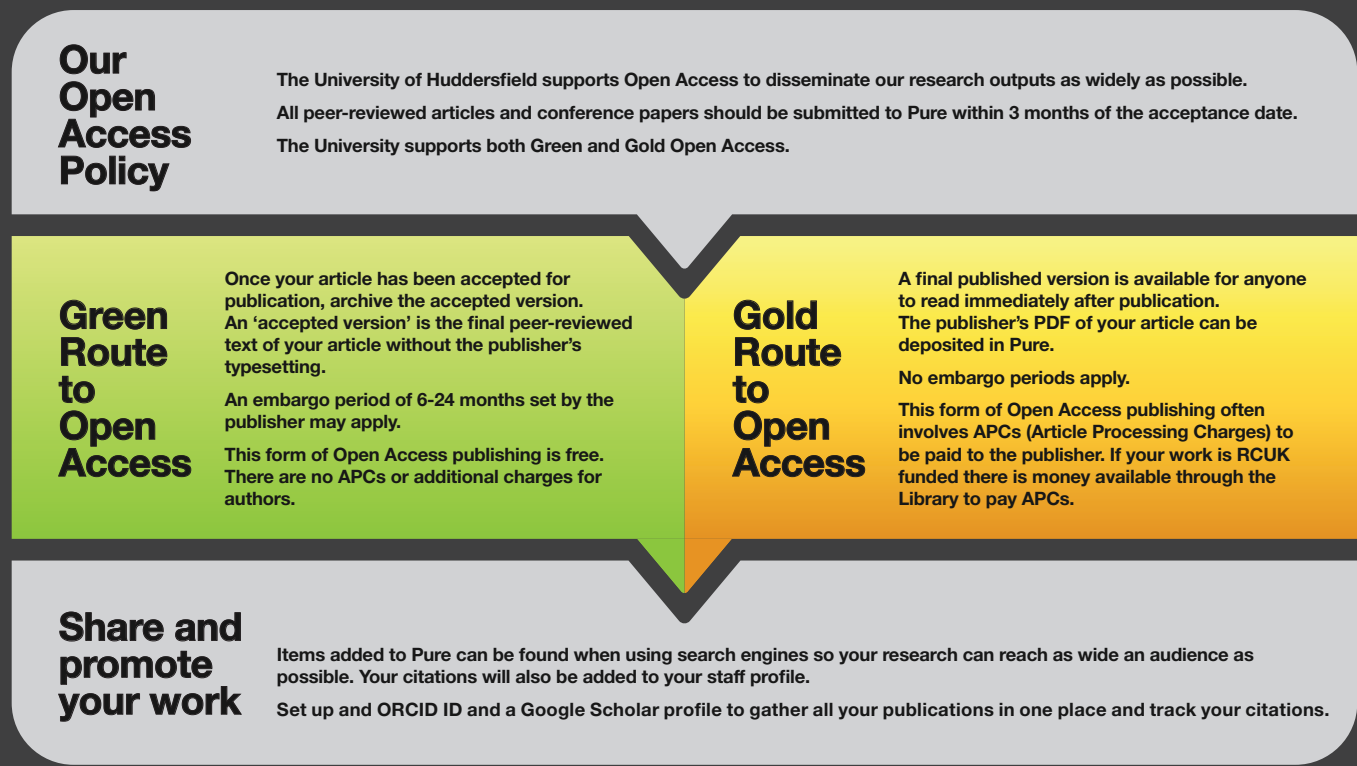 Our
Open
Access
Policy
The University of Huddersfield supports Open Access to disseminate our research outputs as widely as possible.
All peer-reviewed articles and conference papers should be submitted to Pure within 3 months of the acceptance date.
The University supports both Green and Gold Open Access.
Green
Route
to
Open
Access
Once your article has been accepted for
publication, archive the accepted version.
An ‘accepted version’ is the final peer-reviewed
text of your article without the publisher’s
typesetting.
An embargo period of 6-24 months set by the
publisher may apply.
This form of Open Access publishing is free.
There are no APCs or additional charges for
authors.
Gold
Route
to
Open
Access
A final published version is available for anyone
to read immediately after publication.
The publisher’s PDF of your article can be
deposited in Pure.
No embargo periods apply.
This form of Open Access publishing often
involves APCs (Article Processing Charges) to
be paid to the publisher. If your work is RCUK
funded there is money available through the
Library to pay APCs.
Share and
promote
your work
Items added to Pure can be found when using search engines so your research can reach as wide an audience as
possible. Your citations will also be added to your staff profile.
Set up and ORCID ID and a Google Scholar profile to gather all your publications in one place and track your citations.